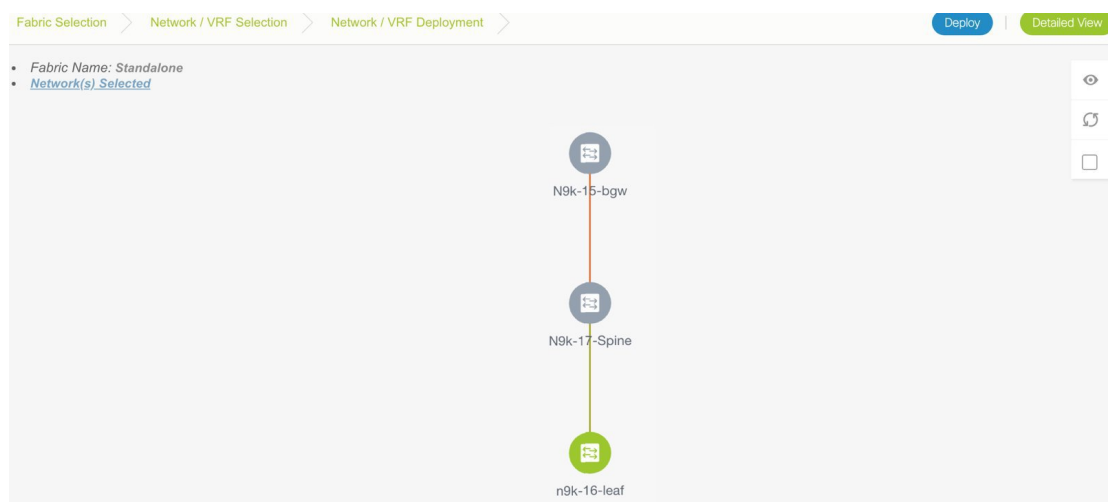 Fabric Selection Network / VRF Selection Network / VRF Deployment Deploy Detailed View
Fabric Name: Standalone
Network(s) Selected
N9k-15-bgw
N9k-17-Spine
n9k-16-leaf